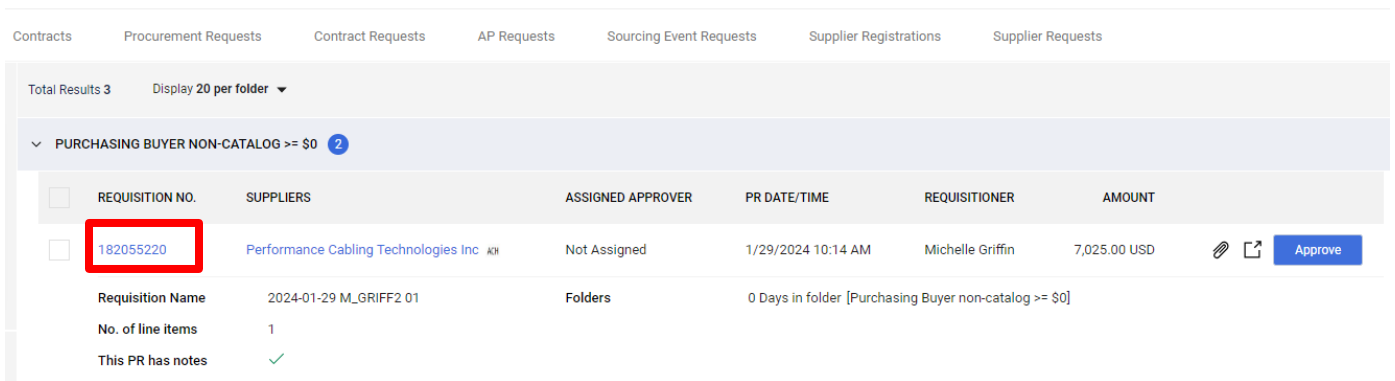 Contracts Procurement Requests Contract Requests AP Requests Sourcing Event Requests Supplier Registrations Supplier Requests
Total Results 3 Display 20 per folder
PURCHASING BUYER NON-CATALOG >= $0 2
REQUISITION NO. SUPPLIERS ASSIGNED APPROVER PR DATE/TIME REQUISITIONER AMOUNT
182055220 Performance Cabling Technologies Inc ACH Not Assigned 1/29/2024 10:14 AM Michelle Griffin 7,025.00 USD Approve
Requisition Name 2024-01-29 M_GRIFF2 01 Folders 0 Days in folder [Purchasing Buyer non-catalog >= $0]
No. of line items 1
This PR has notes